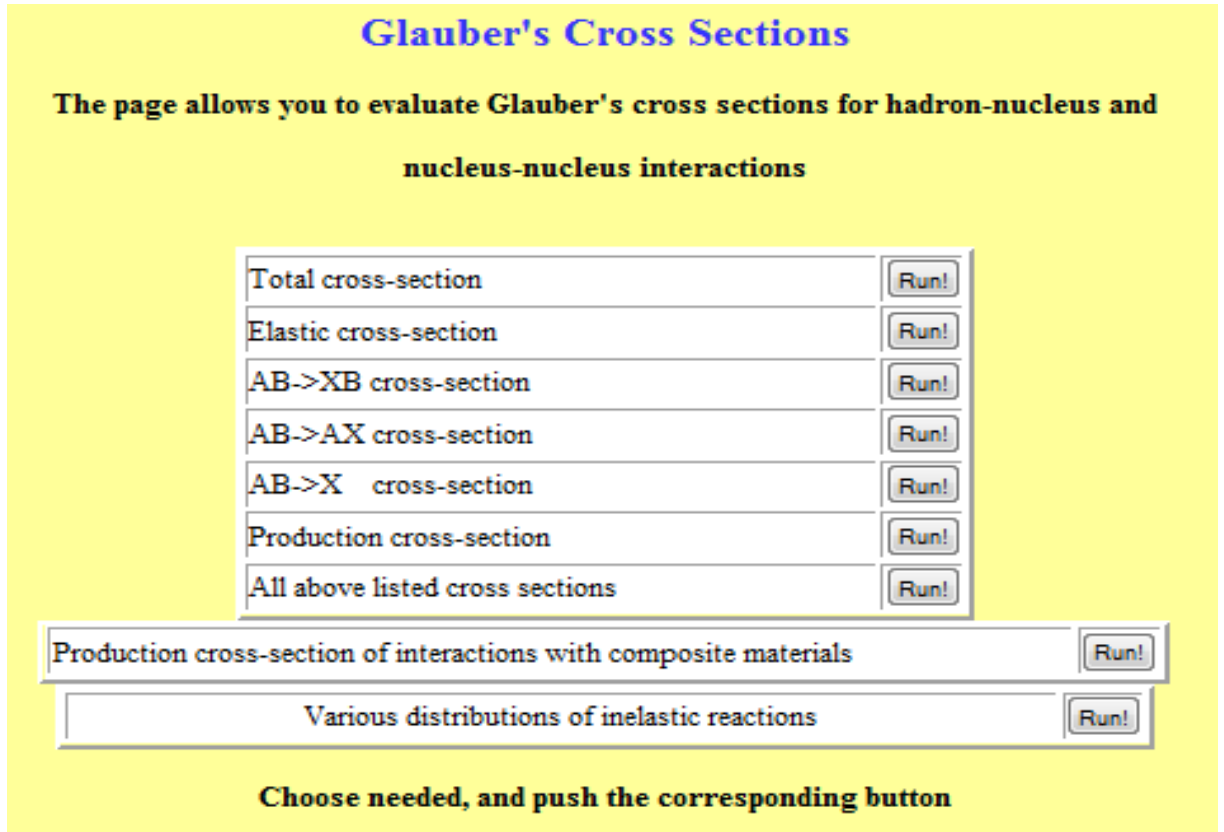 Glauber's Cross Sections
The page allows you to evaluate Glauber's cross sections for hadron-nucleus and
nucleus-nucleus interactions
Total cross-section Run!
Elastic cross-section Run!
AB->XB cross-section Run!
AB->AX cross-section Run!
AB->X cross-section Run!
Production cross-section Run!
All above listed cross sections Run!
Production cross-section of interactions with composite materials Run!
Various distributions of inelastic reactions Run!
Choose needed, and push the corresponding button